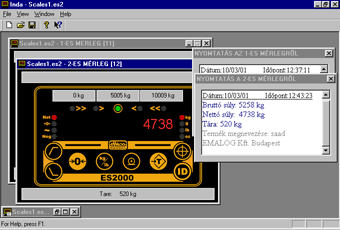 Inda - Scales1.es2
File View Window Help
Scales1.es2 - 1-ES MÉRLEG [11]
Scales1.es2 - 2-ES MÉRLEG [12]
0 kg 5005 kg 10009 kg
>> > < <<
4738
ES2000
ID
Tare: 520 kg
NYOMTATÁS AZ 1-ES MÉRLEGRŐL
Dátum:10/03/01 Időpont:12:37:11
NYOMTATÁS A 2-ES MÉRLEGRŐL
Dátum:10/03/01 Időpont:12:43:23
Bruttó súly: 5258 kg
Nettó súly: 4738 kg
Tára: 520 kg
Termék megnevezése: saad
EMALOG Kft. Budapest
Scales1.es...
For Help, press F1.